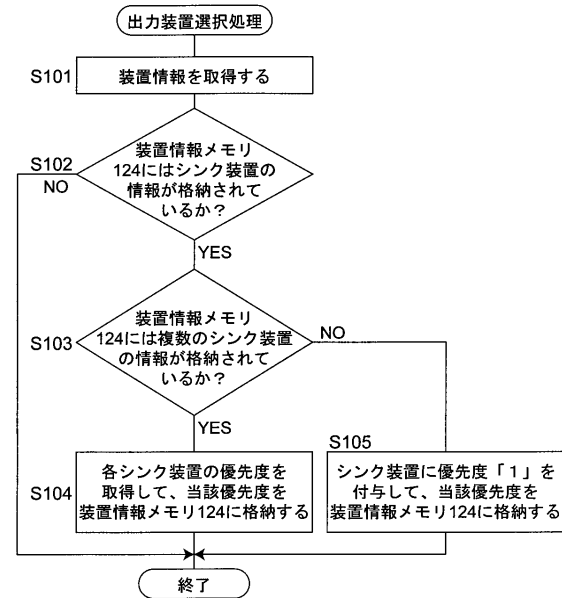 出力装置選択処理
S101
装置情報を取得する
S102
装置情報メモリ
124にはシンク装置の
情報が格納されて
いるか？
NO
YES
S103
装置情報メモリ
124には複数のシンク装置
の情報が格納されて
いるか？
NO
YES
S104
各シンク装置の優先度を
取得して、当該優先度を
装置情報メモリ124に格納する
S105
シンク装置に優先度「１」を
付与して、当該優先度を
装置情報メモリ124に格納する
終了